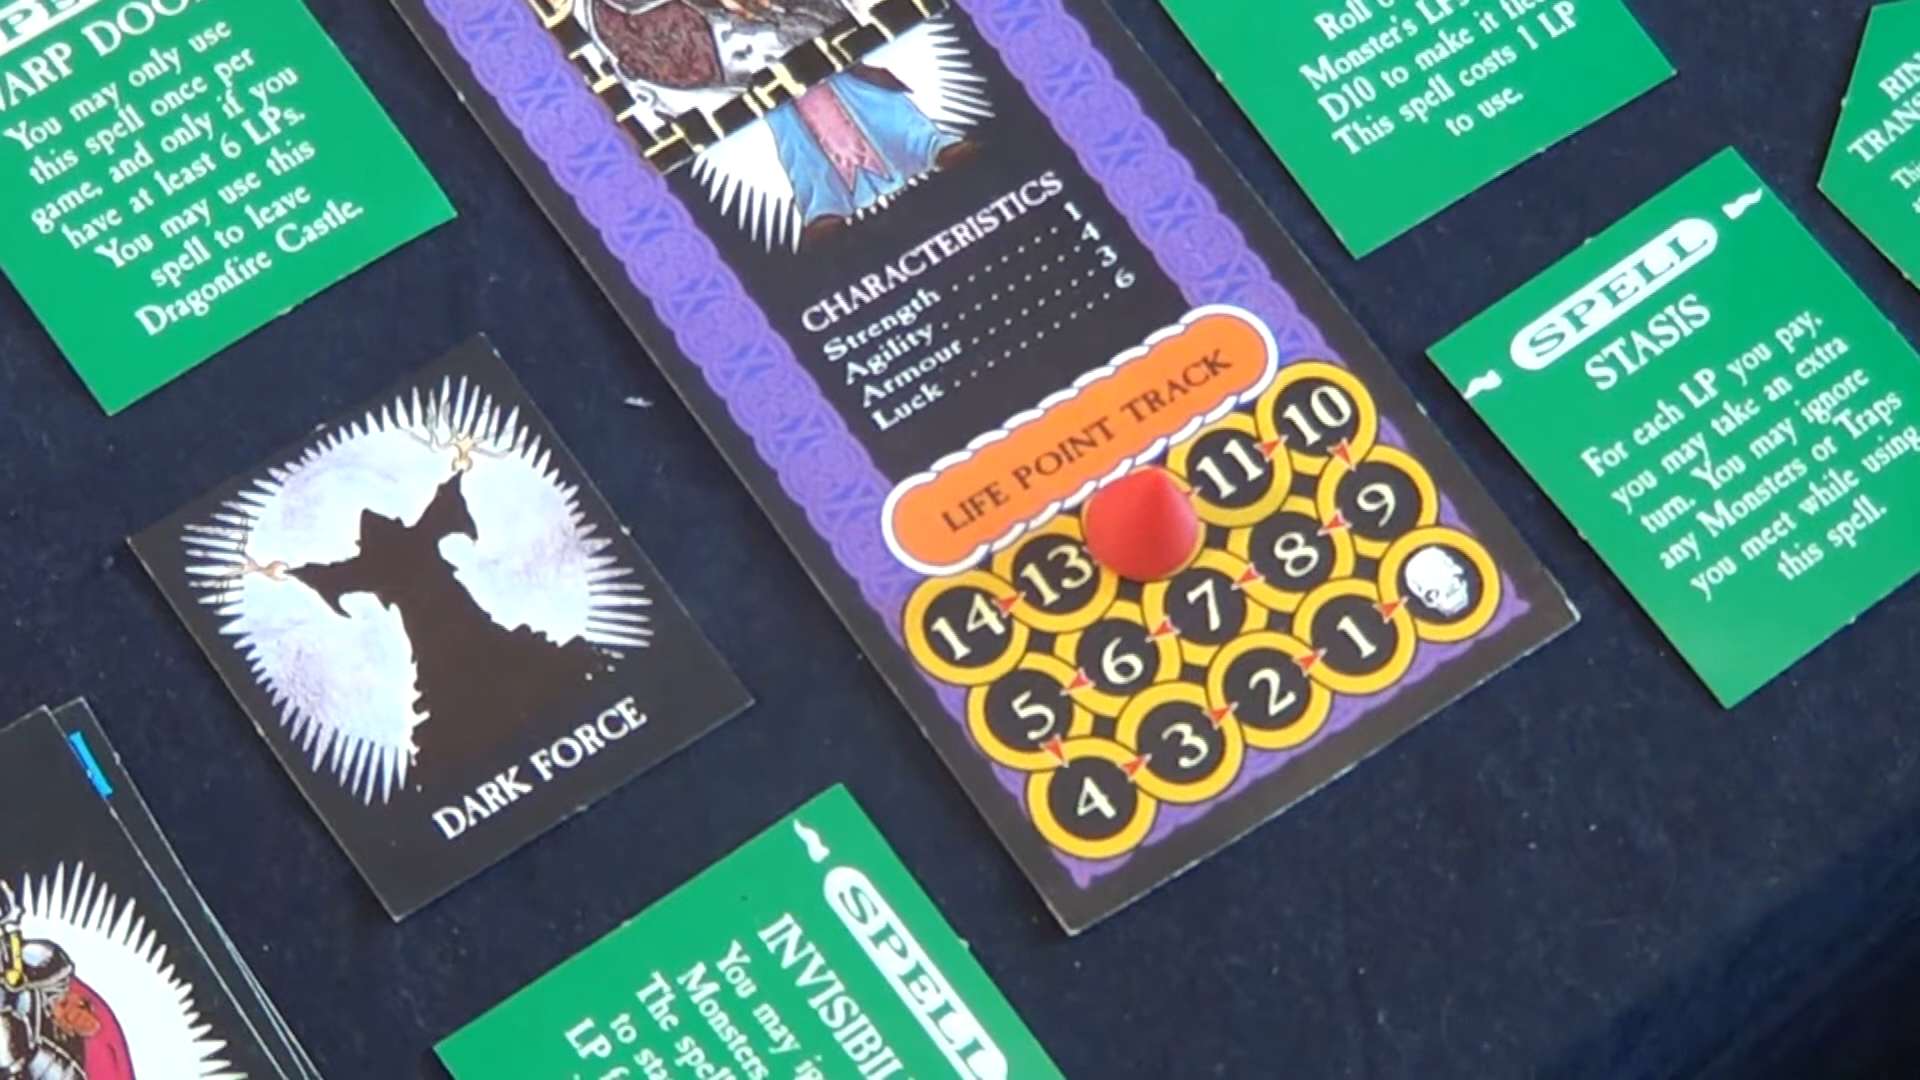 WARP DOOR
You may only use
this spell once per
game, and only if you
have at least 6 LPs.
You may use this
spell to leave
Dragonfire Castle.
CHARACTERISTICS
Strength . . . . . . . 1
Agility . . . . . . . . 4
Armour . . . . . . . 3
Luck . . . . . . . . . 6
LIFE POINT TRACK
14 13 11 10
5 6 7 8 9
4 3 2 1
Roll
Monster's LPs
D10 to make it flee
This spell costs 1 LP
to use.
SPELL
STASIS
For each LP you pay,
you may take an extra
turn. You may ignore
any Monsters or Traps
you meet while using
this spell.
DARK FORCE
SPELL
You may
Monsters
The spell
to
LP